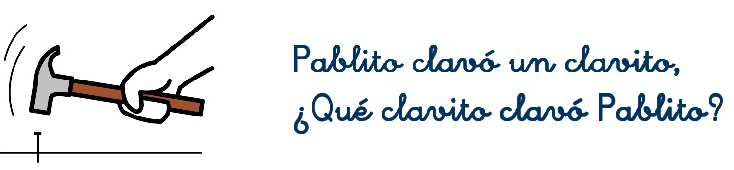 Pablito clavó un clavito,
¿Qué clavito clavó Pablito?